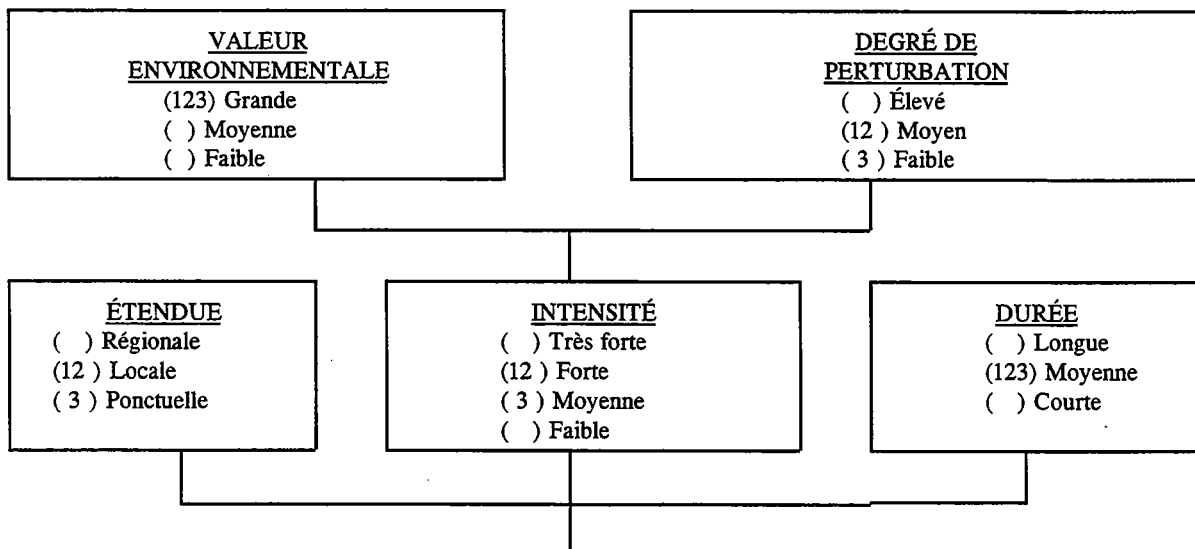 VALEUR
ENVIRONNEMENTALE
(123) Grande
( ) Moyenne
( ) Faible
DEGRÉ DE
PERTURBATION
( ) Élevé
(12 ) Moyen
( 3 ) Faible
ÉTENDUE
( ) Régionale
(12 ) Locale
( 3 ) Ponctuelle
INTENSITÉ
( ) Très forte
(12 ) Forte
( 3 ) Moyenne
( ) Faible
DURÉE
( ) Longue
(123) Moyenne
( ) Courte